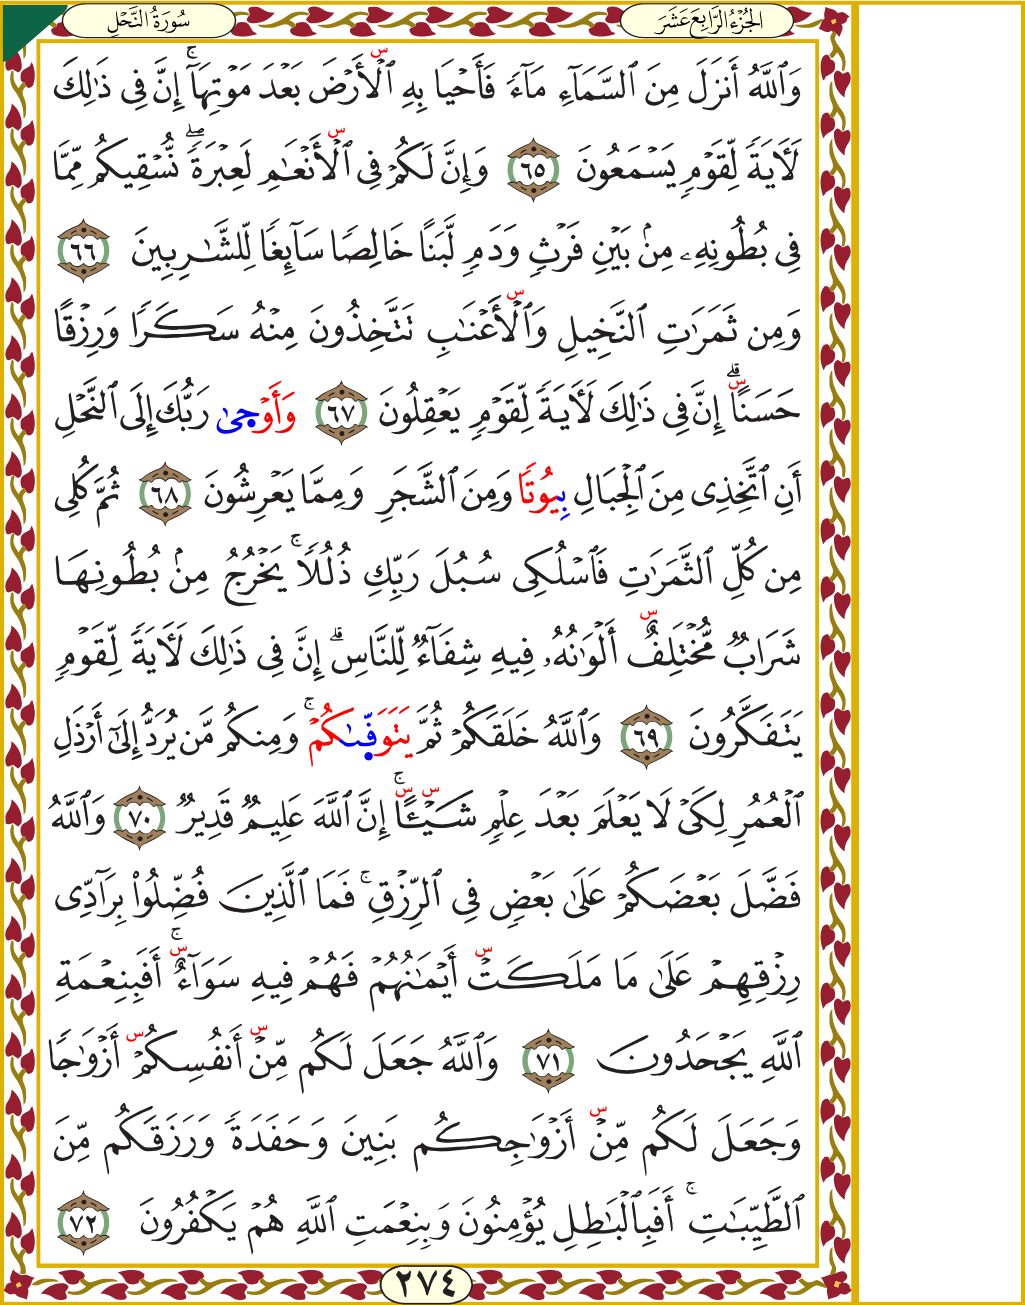 الجُزْءُ الرَّابِعَ عَشَرَ
سُورَةُ النَّحْلِ
وَٱللَّهُ أَنزَلَ مِنَ ٱلسَّمَآءِ مَآءٗ فَأَحۡيَا بِهِ ٱلۡأَرۡضَ بَعۡدَ مَوۡتِهَآۚ إِنَّ فِي ذَٰلِكَ
لَأٓيَةٗ لِّقَوۡمٖ يَسۡمَعُونَ ٦٥ وَإِنَّ لَكُمۡ فِي ٱلۡأَنۡعَٰمِ لَعِبۡرَةٗۖ نُّسۡقِيكُم مِّمَّا
فِي بُطُونِهِۦ مِنۢ بَيۡنِ فَرۡثٖ وَدَمٖ لَّبَنًا خَالِصٗا سَآئِغٗا لِّلشَّٰرِبِينَ ٦٦
وَمِن ثَمَرَٰتِ ٱلنَّخِيلِ وَٱلۡأَعۡنَٰبِ تَتَّخِذُونَ مِنۡهُ سَكَرٗا وَرِزۡقًا
حَسَنًاۗ إِنَّ فِي ذَٰلِكَ لَأٓيَةٗ لِّقَوۡمٖ يَعۡقِلُونَ ٦٧ وَأَوۡحَىٰ رَبُّكَ إِلَى ٱلنَّحۡلِ
أَنِ ٱتَّخِذِي مِنَ ٱلۡجِبَالِ بِيُوتٗا وَمِنَ ٱلشَّجَرِ وَمِمَّا يَعۡرِشُونَ ٦٨ ثُمَّ كُلِي
مِن كُلِّ ٱلثَّمَرَٰتِ فَٱسۡلُكِي سُبُلَ رَبِّكِ ذُلُلٗاۚ يَخۡرُجُ مِنۢ بُطُونِهَا
شَرَابٞ مُّخۡتَلِفٌ أَلۡوَٰنُهُۥ فِيهِ شِفَآءٞ لِّلنَّاسِۗ إِنَّ فِي ذَٰلِكَ لَأٓيَةٗ لِّقَوۡمٖ
يَتَفَكَّرُونَ ٦٩ وَٱللَّهُ خَلَقَكُمۡ ثُمَّ يَتَوَفَّىٰكُمۡۚ وَمِنكُم مَّن يُرَدُّ إِلَىٰٓ أَرۡذَلِ
ٱلۡعُمُرِ لِكَيۡ لَا يَعۡلَمَ بَعۡدَ عِلۡمٖ شَيۡـًٔاۚ إِنَّ ٱللَّهَ عَلِيمٞ قَدِيرٞ ٧٠ وَٱللَّهُ
فَضَّلَ بَعۡضَكُمۡ عَلَىٰ بَعۡضٖ فِي ٱلرِّزۡقِۚ فَمَا ٱلَّذِينَ فُضِّلُواْ بِرَآدِّي
رِزۡقِهِمۡ عَلَىٰ مَا مَلَكَتۡ أَيۡمَٰنُهُمۡ فَهُمۡ فِيهِ سَوَآءٌۚ أَفَبِنِعۡمَةِ
ٱللَّهِ يَجۡحَدُونَ ٧١ وَٱللَّهُ جَعَلَ لَكُم مِّنۡ أَنفُسِكُمۡ أَزۡوَٰجٗا
وَجَعَلَ لَكُم مِّنۡ أَزۡوَٰجِكُم بَنِينَ وَحَفَدَةٗ وَرَزَقَكُم مِّنَ
ٱلطَّيِّبَٰتِۚ أَفَبِٱلۡبَٰطِلِ يُؤۡمِنُونَ وَبِنِعۡمَتِ ٱللَّهِ هُمۡ يَكۡفُرُونَ ٧٢
٢٧٤